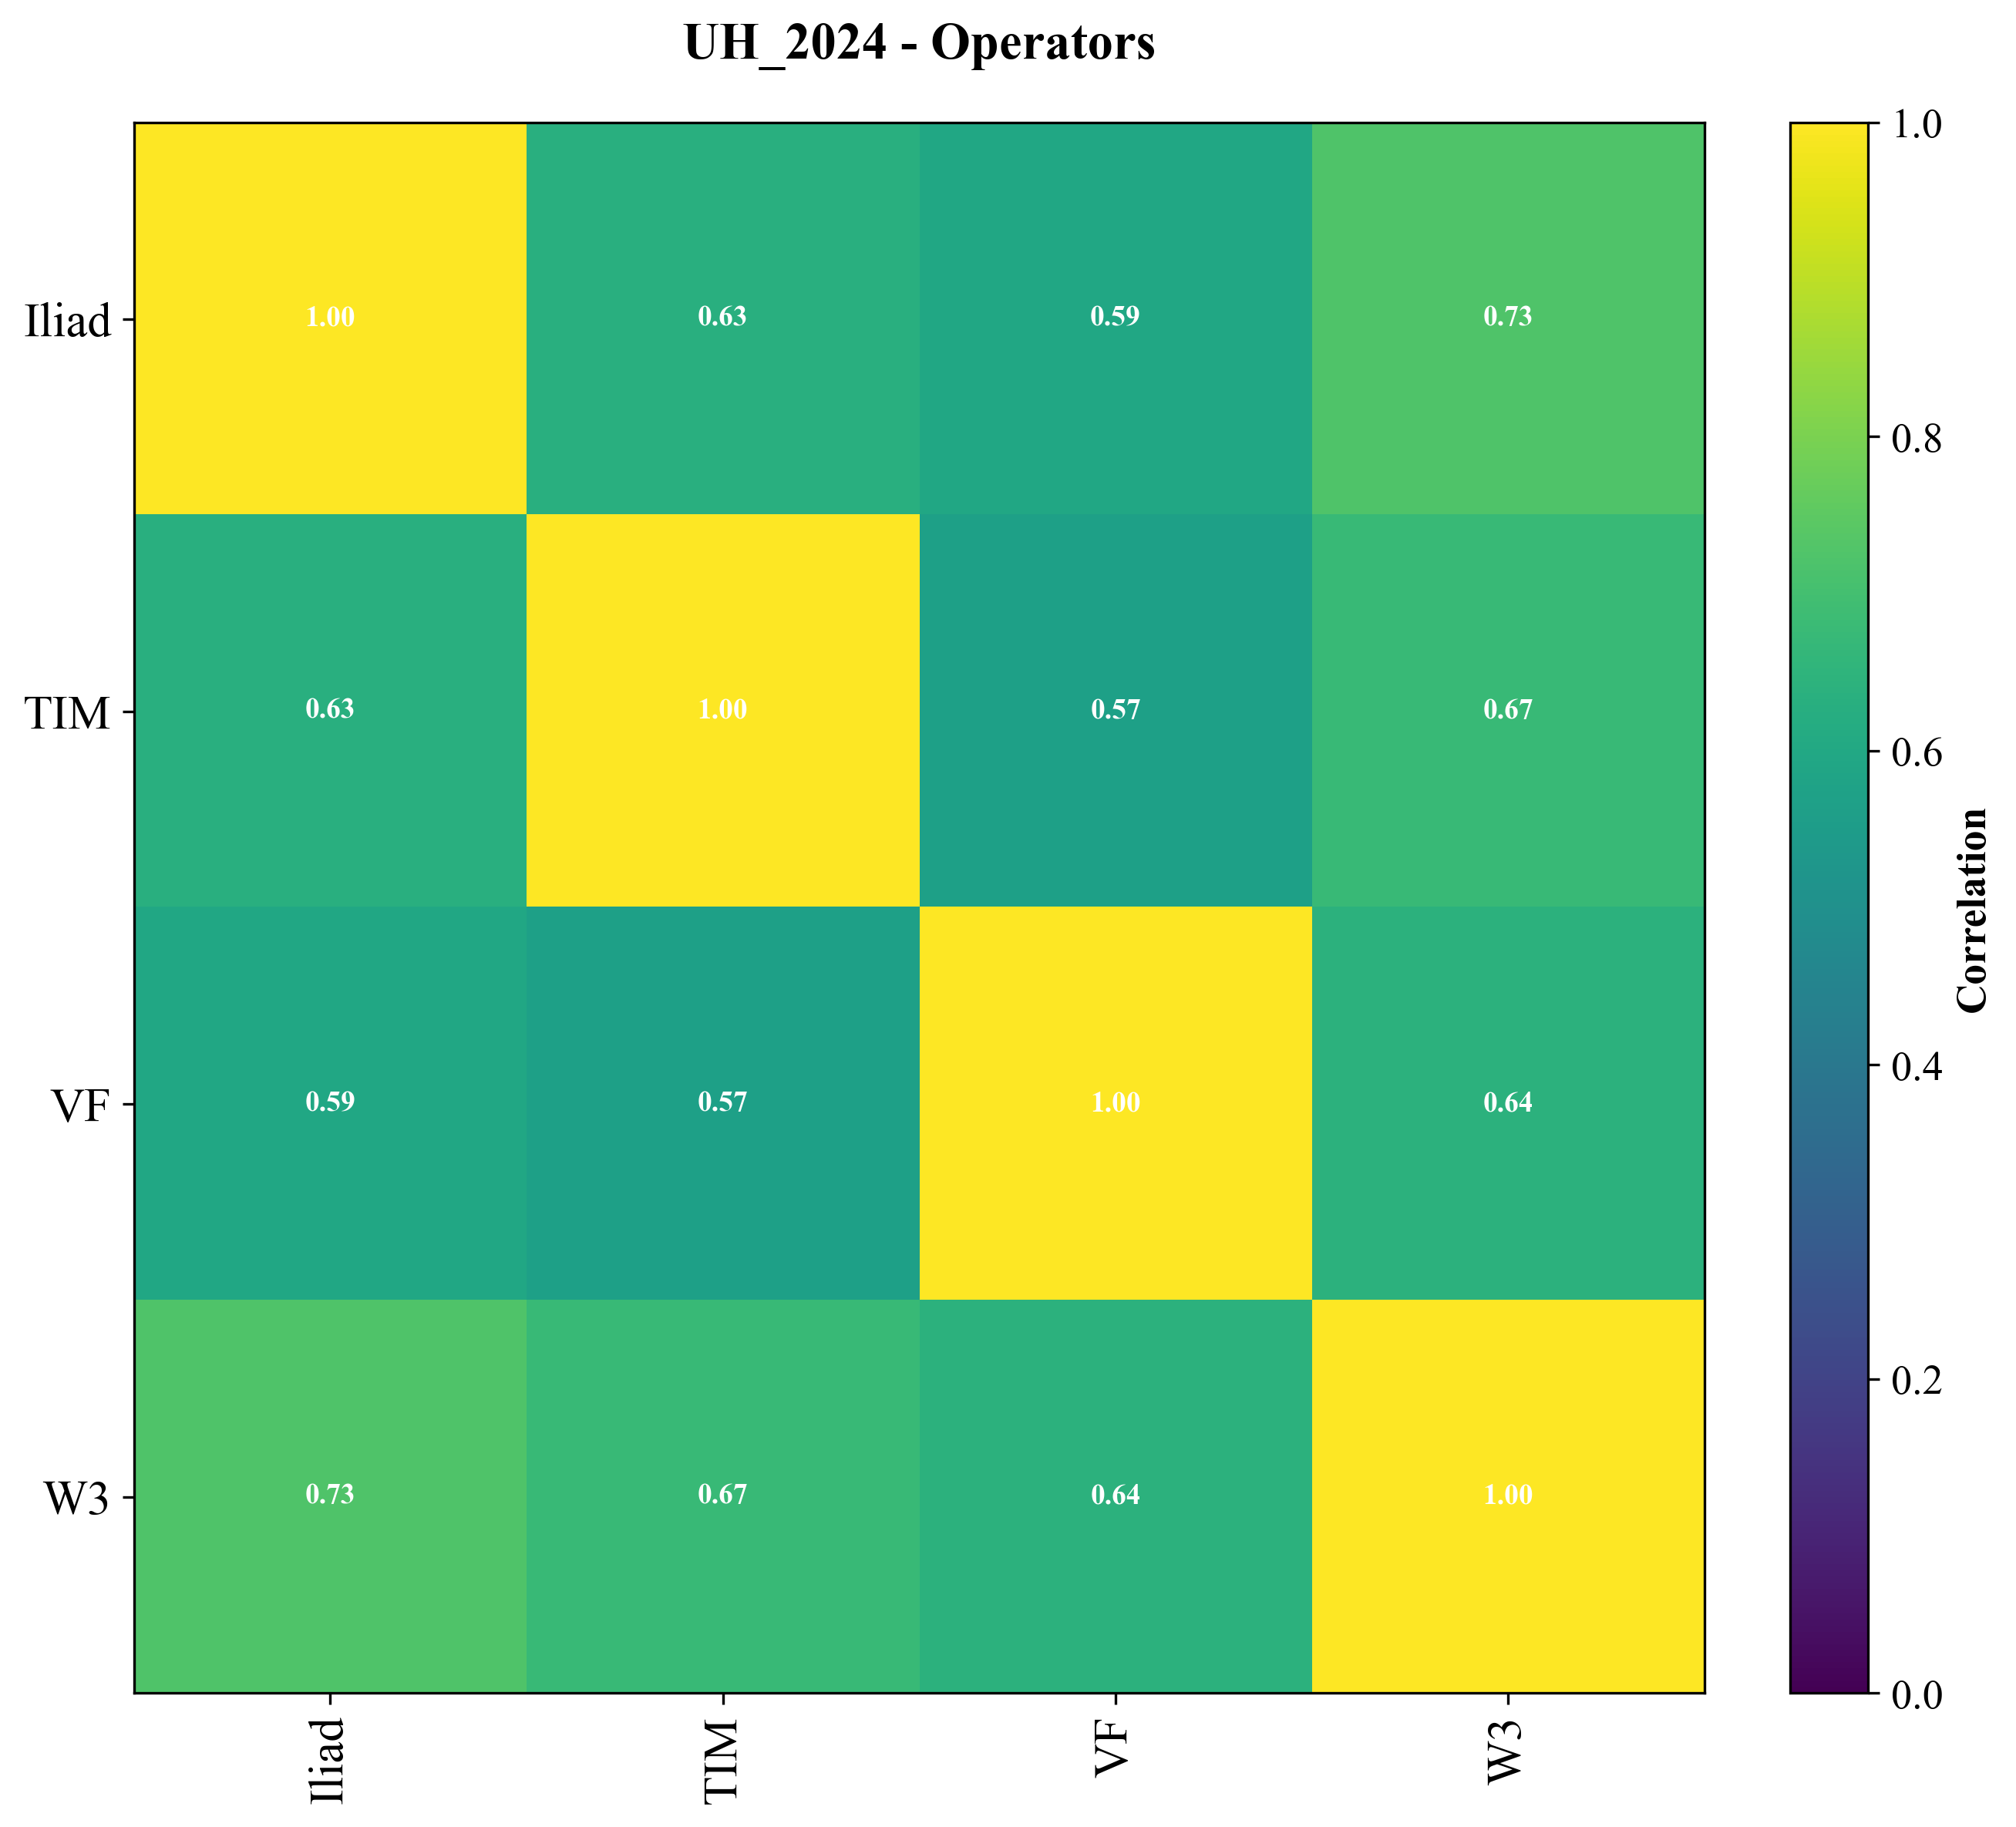 UH_2024 - Operators
1.0
Iliad 1.00 0.63 0.59 0.73
0.8
TIM 0.63 1.00 0.57 0.67
0.6
Correlation
0.4
VF 0.59 0.57 1.00 0.64
0.2
W3 0.73 0.67 0.64 1.00
0.0
Iliad TIM VF W3